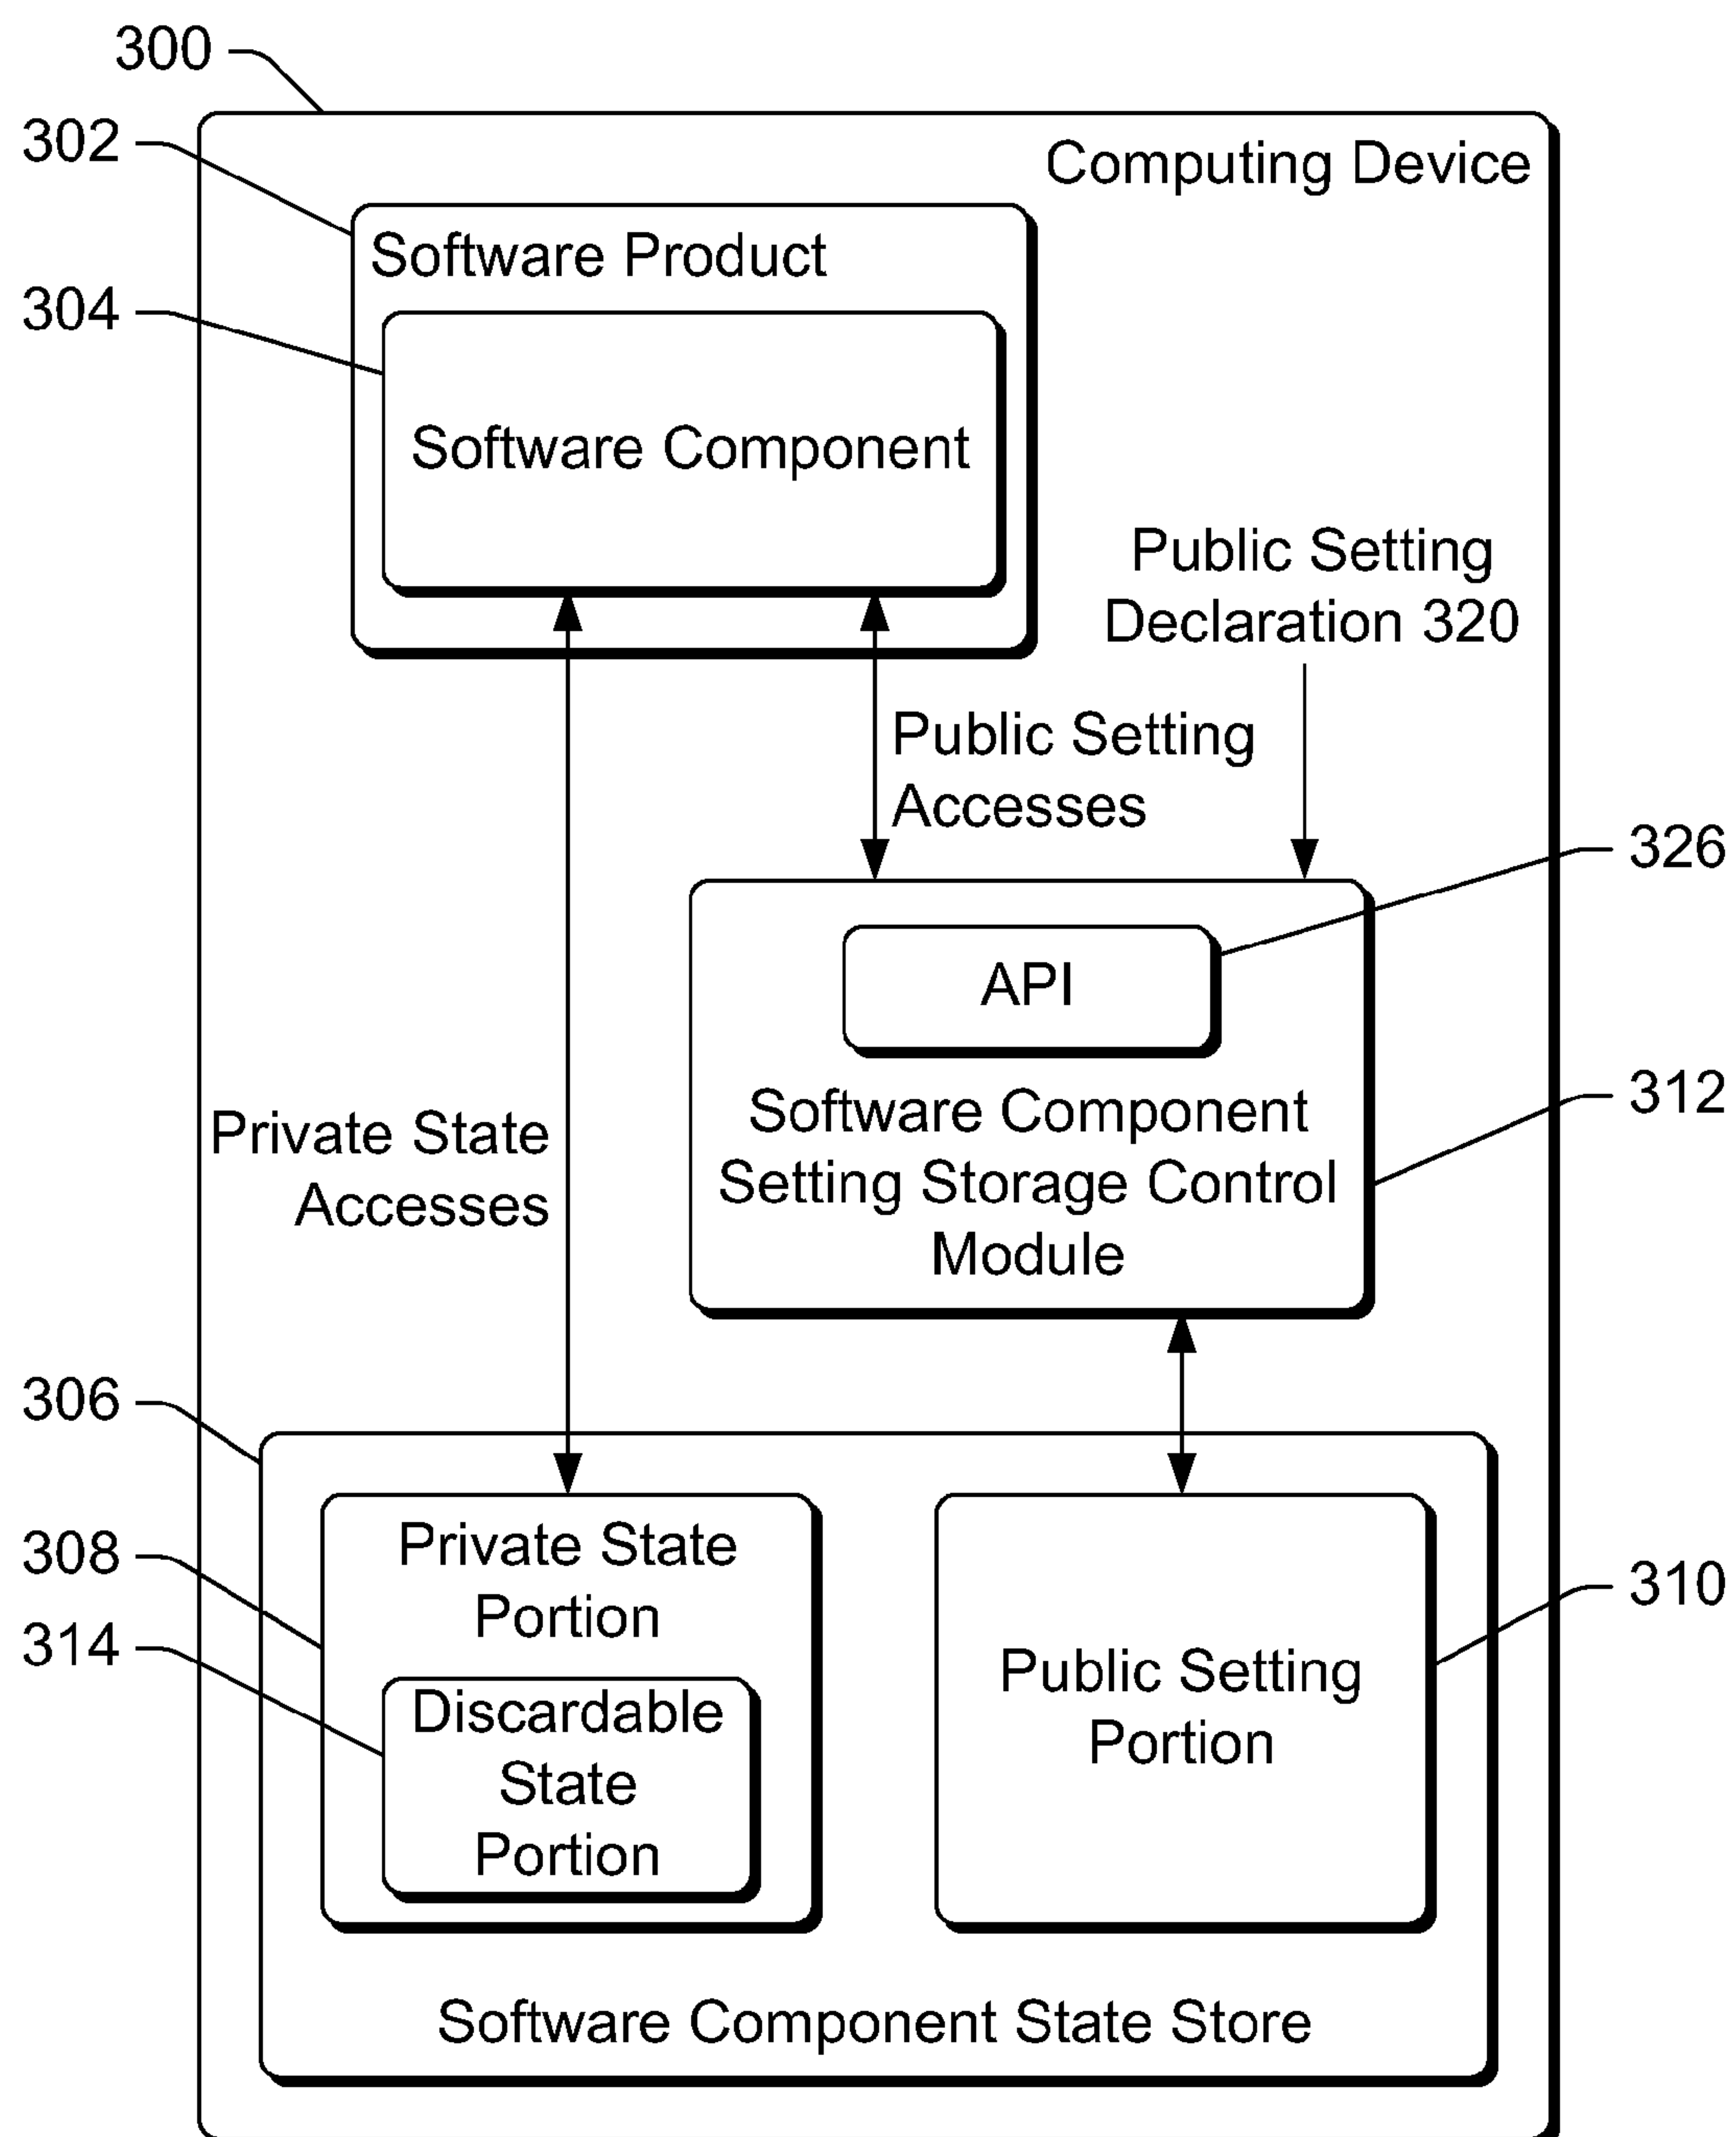 300
302
Computing Device
Software Product
304
Software Component
Public Setting
Declaration 320
Public Setting
Accesses
326
API
312
Software Component
Setting Storage Control
Module
Private State
Accesses
306
308
Private State
Portion
314
Discardable
State
Portion
310
Public Setting
Portion
Software Component State Store